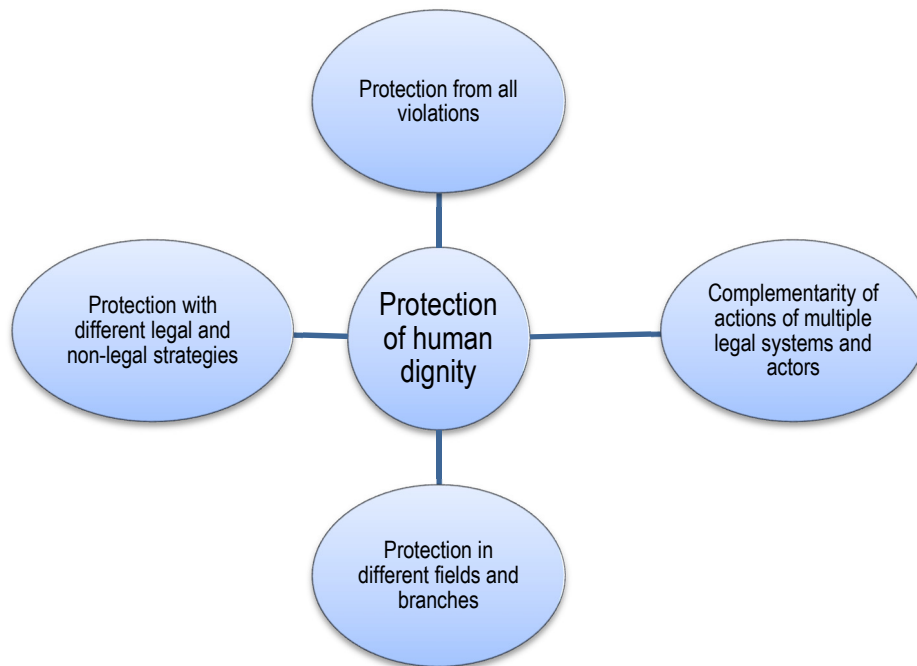 Protection from all
violations
Protection with
different legal and
non-legal strategies
Protection
of human
dignity
Complementarity of
actions of multiple
legal systems and
actors
Protection in
different fields and
branches